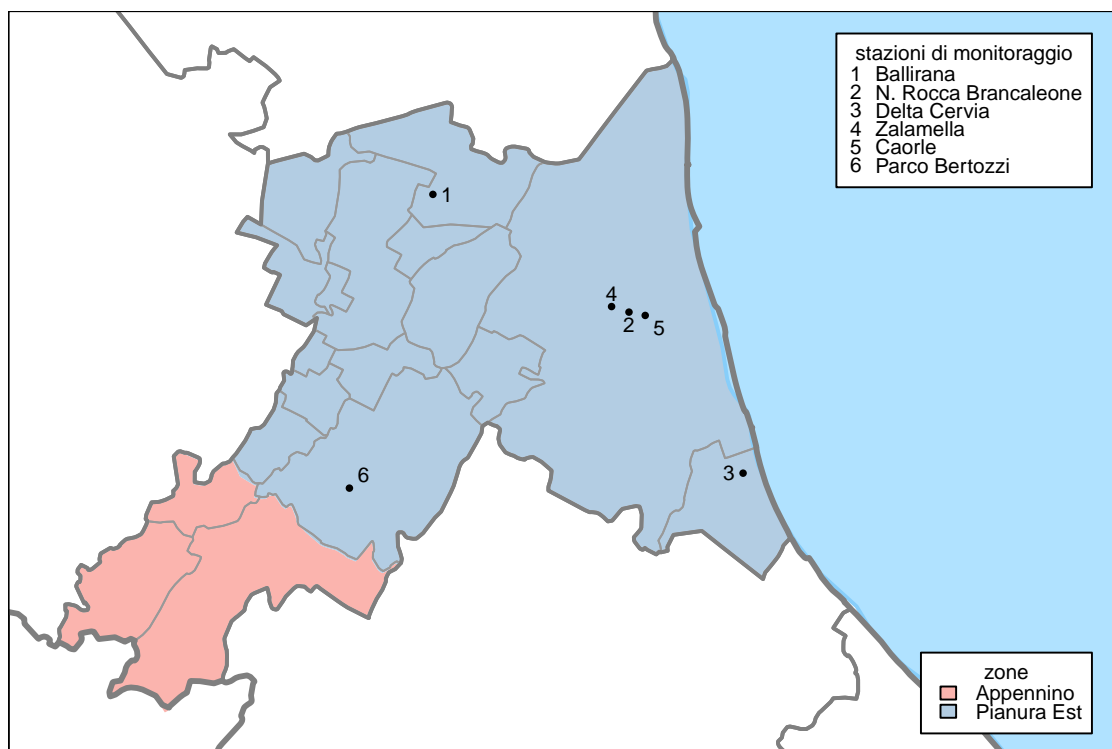 stazioni di monitoraggio
1 Ballirana
2 N. Rocca Brancaleone
3 Delta Cervia
4 Zalamella
5 Caorle
6 Parco Bertozzi
1
4
2
5
3
6
zone
Appennino
Pianura Est